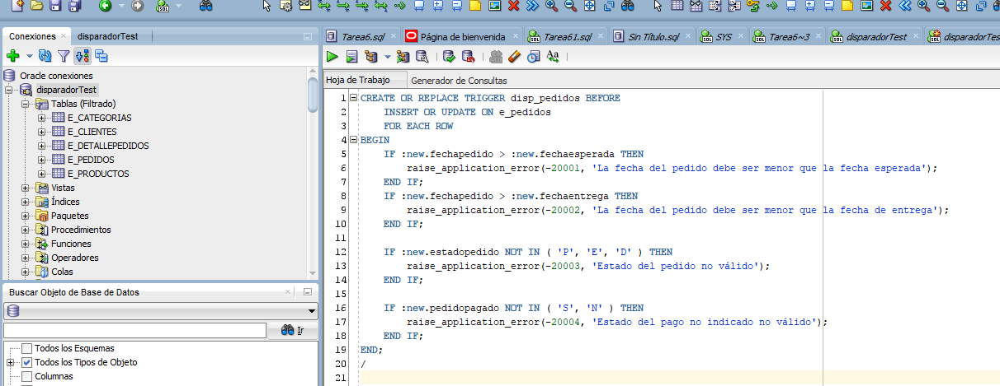 Conexiones
disparadorTest
Oracle conexiones
disparadorTest
Tablas (Filtrado)
E_CATEGORIAS
E_CLIENTES
E_DETALLEPEDIDOS
E_PEDIDOS
E_PRODUCTOS
Vistas
Índices
Paquetes
Procedimientos
Funciones
Operadores
Colas
Buscar Objeto de Base de Datos
Ir
Todos los Esquemas
Todos los Tipos de Objeto
Columnas
Tarea6.sql
Página de bienvenida
Tarea61.sql
Sin Título.sql
SYS
Tarea6~3
disparadorTest
disparadorTes
Hoja de Trabajo
Generador de Consultas
1 CREATE OR REPLACE TRIGGER disp_pedidos BEFORE
2 INSERT OR UPDATE ON e_pedidos
3 FOR EACH ROW
4 BEGIN
5 IF :new.fechapedido > :new.fechaesperada THEN
6 raise_application_error(-20001, 'La fecha del pedido debe ser menor que la fecha esperada');
7 END IF;
8 IF :new.fechapedido > :new.fechaentrega THEN
9 raise_application_error(-20002, 'La fecha del pedido debe ser menor que la fecha de entrega');
10 END IF;
11
12 IF :new.estadopedido NOT IN ( 'P', 'E', 'D' ) THEN
13 raise_application_error(-20003, 'Estado del pedido no válido');
14 END IF;
15
16 IF :new.pedidopagado NOT IN ( 'S', 'N' ) THEN
17 raise_application_error(-20004, 'Estado del pago no indicado no válido');
18 END IF;
19 END;
20 /
21